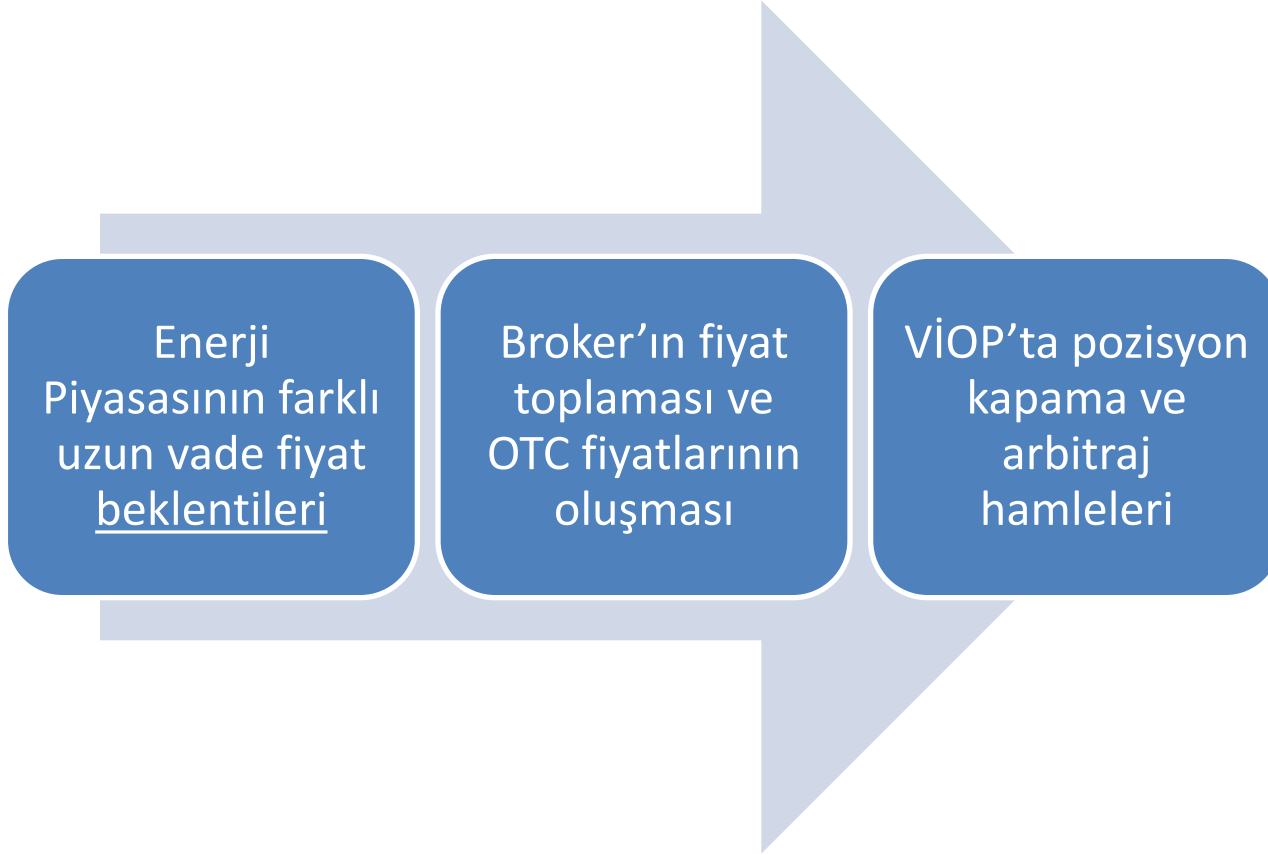 Enerji
Piyasasının farklı
uzun vade fiyat
beklentileri
Broker’ın fiyat
toplaması ve
OTC fiyatlarının
oluşması
VİOP’ta pozisyon
kapama ve
arbitraj
hamleleri